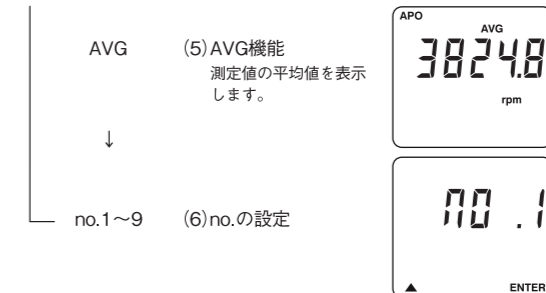 AVG (5)AVG機能
測定値の平均値を表示
します。
APO
AVG
3824.8
rpm
↓
no.1〜9 (6)no.の設定
no.1
▲ ENTER